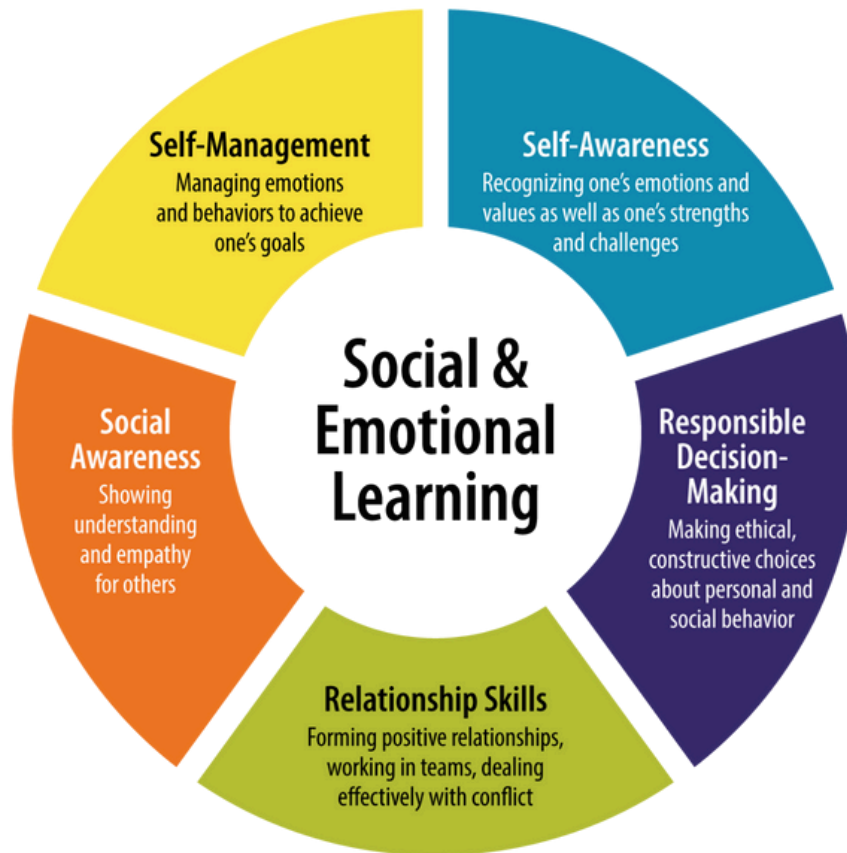 Self-Management
Managing emotions
and behaviors to achieve
one's goals
Self-Awareness
Recognizing one's emotions and
values as well as one's strengths
and challenges
Social &
Emotional
Learning
Social
Awareness
Showing
understanding
and empathy
for others
Responsible
Decision-
Making
Making ethical,
constructive choices
about personal and
social behavior
Relationship Skills
Forming positive relationships,
working in teams, dealing
effectively with conflict